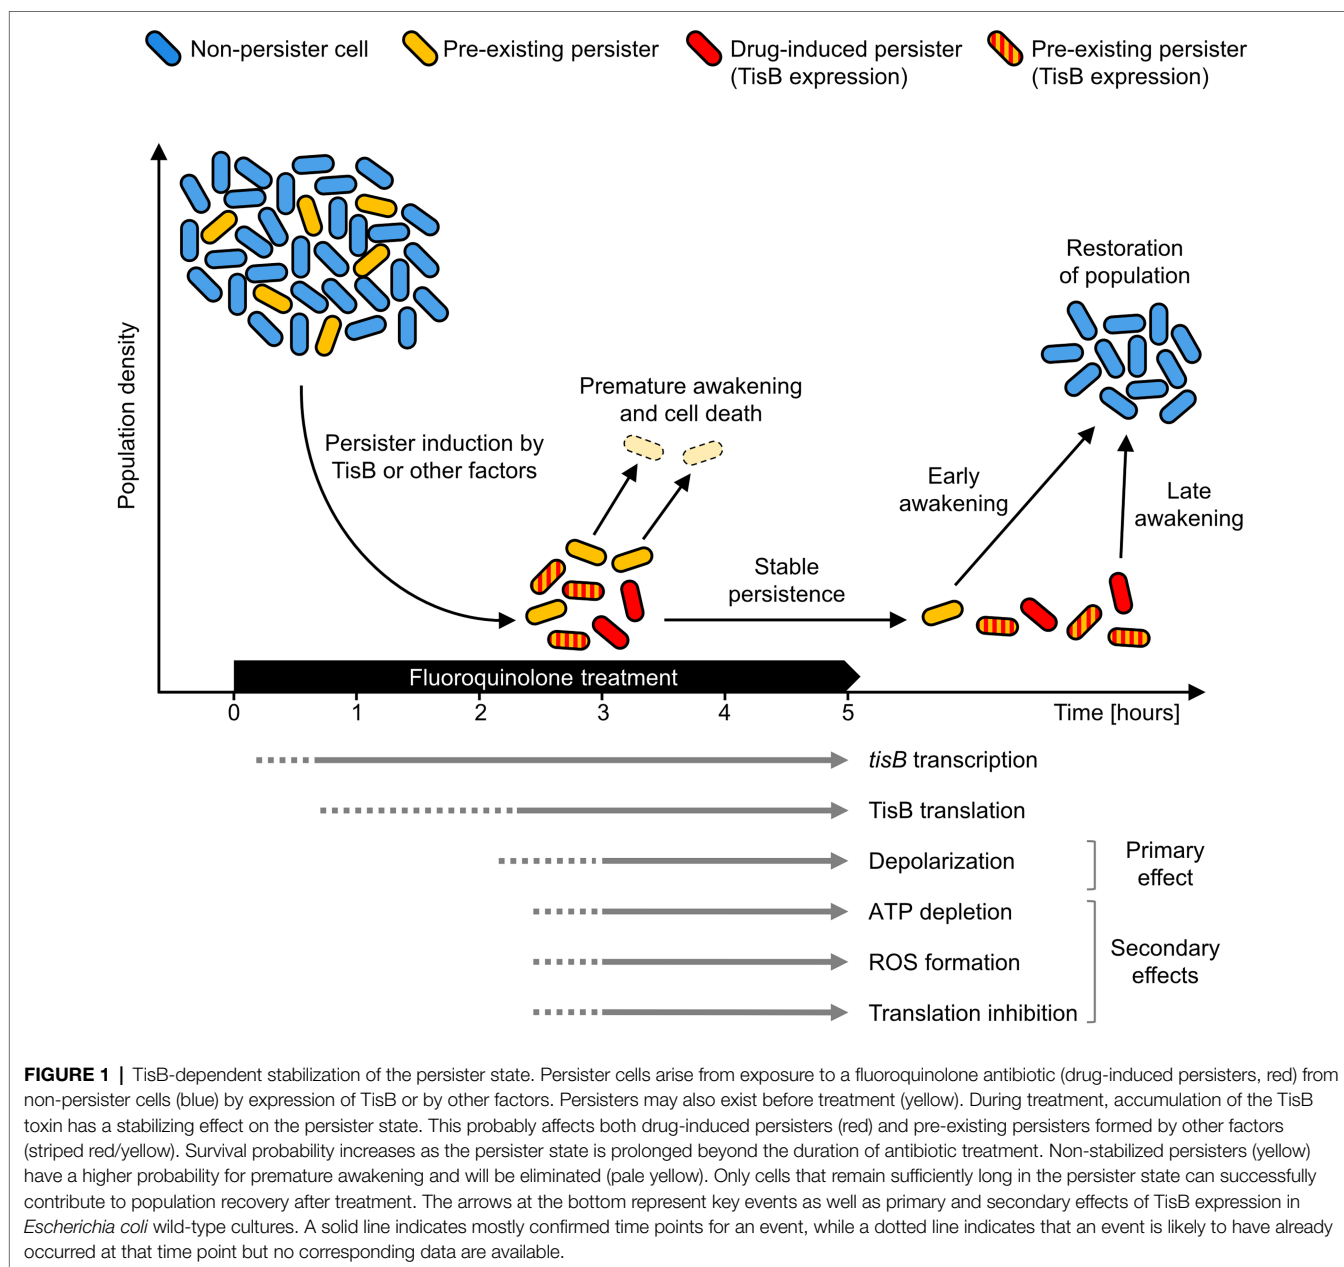 Non-persister cell
Pre-existing persister
Drug-induced persister
(TisB expression)
Pre-existing persister
(TisB expression)
Population density
Restoration
of population
Premature awakening
and cell death
Persister induction by
TisB or other factors
Early
awakening
Late
awakening
Stable
persistence
Fluoroquinolone treatment
0 1 2 3 4 5 Time [hours]
tisB transcription
TisB translation
Depolarization
Primary
effect
ATP depletion
ROS formation
Translation inhibition
Secondary
effects
FIGURE 1 | TisB-dependent stabilization of the persister state. Persister cells arise from exposure to a fluoroquinolone antibiotic (drug-induced persisters, red) from
non-persister cells (blue) by expression of TisB or by other factors. Persisters may also exist before treatment (yellow). During treatment, accumulation of the TisB
toxin has a stabilizing effect on the persister state. This probably affects both drug-induced persisters (red) and pre-existing persisters formed by other factors
(striped red/yellow). Survival probability increases as the persister state is prolonged beyond the duration of antibiotic treatment. Non-stabilized persisters (yellow)
have a higher probability for premature awakening and will be eliminated (pale yellow). Only cells that remain sufficiently long in the persister state can successfully
contribute to population recovery after treatment. The arrows at the bottom represent key events as well as primary and secondary effects of TisB expression in
Escherichia coli wild-type cultures. A solid line indicates mostly confirmed time points for an event, while a dotted line indicates that an event is likely to have already
occurred at that time point but no corresponding data are available.